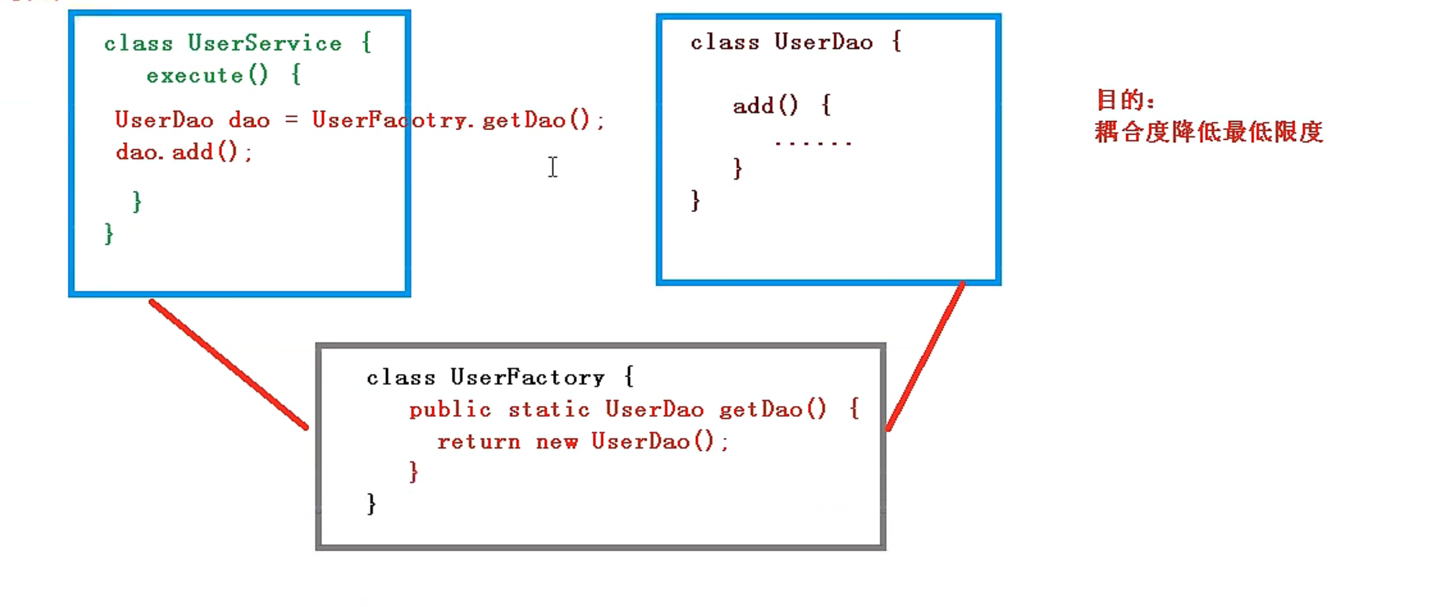 class UserService {
execute() {
UserDao dao = UserFacotry.getDao();
dao.add();
}
}
class UserDao {
add() {
......
}
}
目的：
耦合度降低最低限度
class UserFactory {
public static UserDao getDao() {
return new UserDao();
}
}